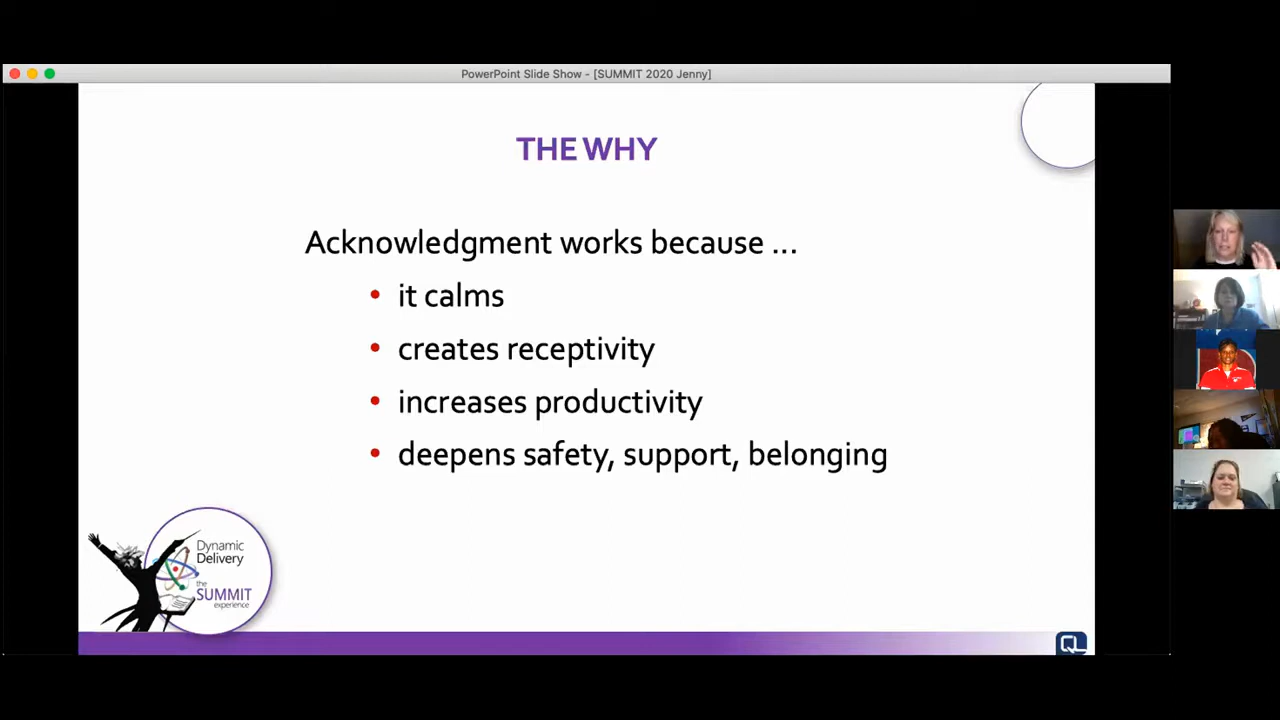 PowerPoint Slide Show - [SUMMIT 2020 Jenny]
THE WHY
Acknowledgment works because ...
• it calms
• creates receptivity
• increases productivity
• deepens safety, support, belonging
Dynamic
Delivery
the
SUMMIT
experience
QL